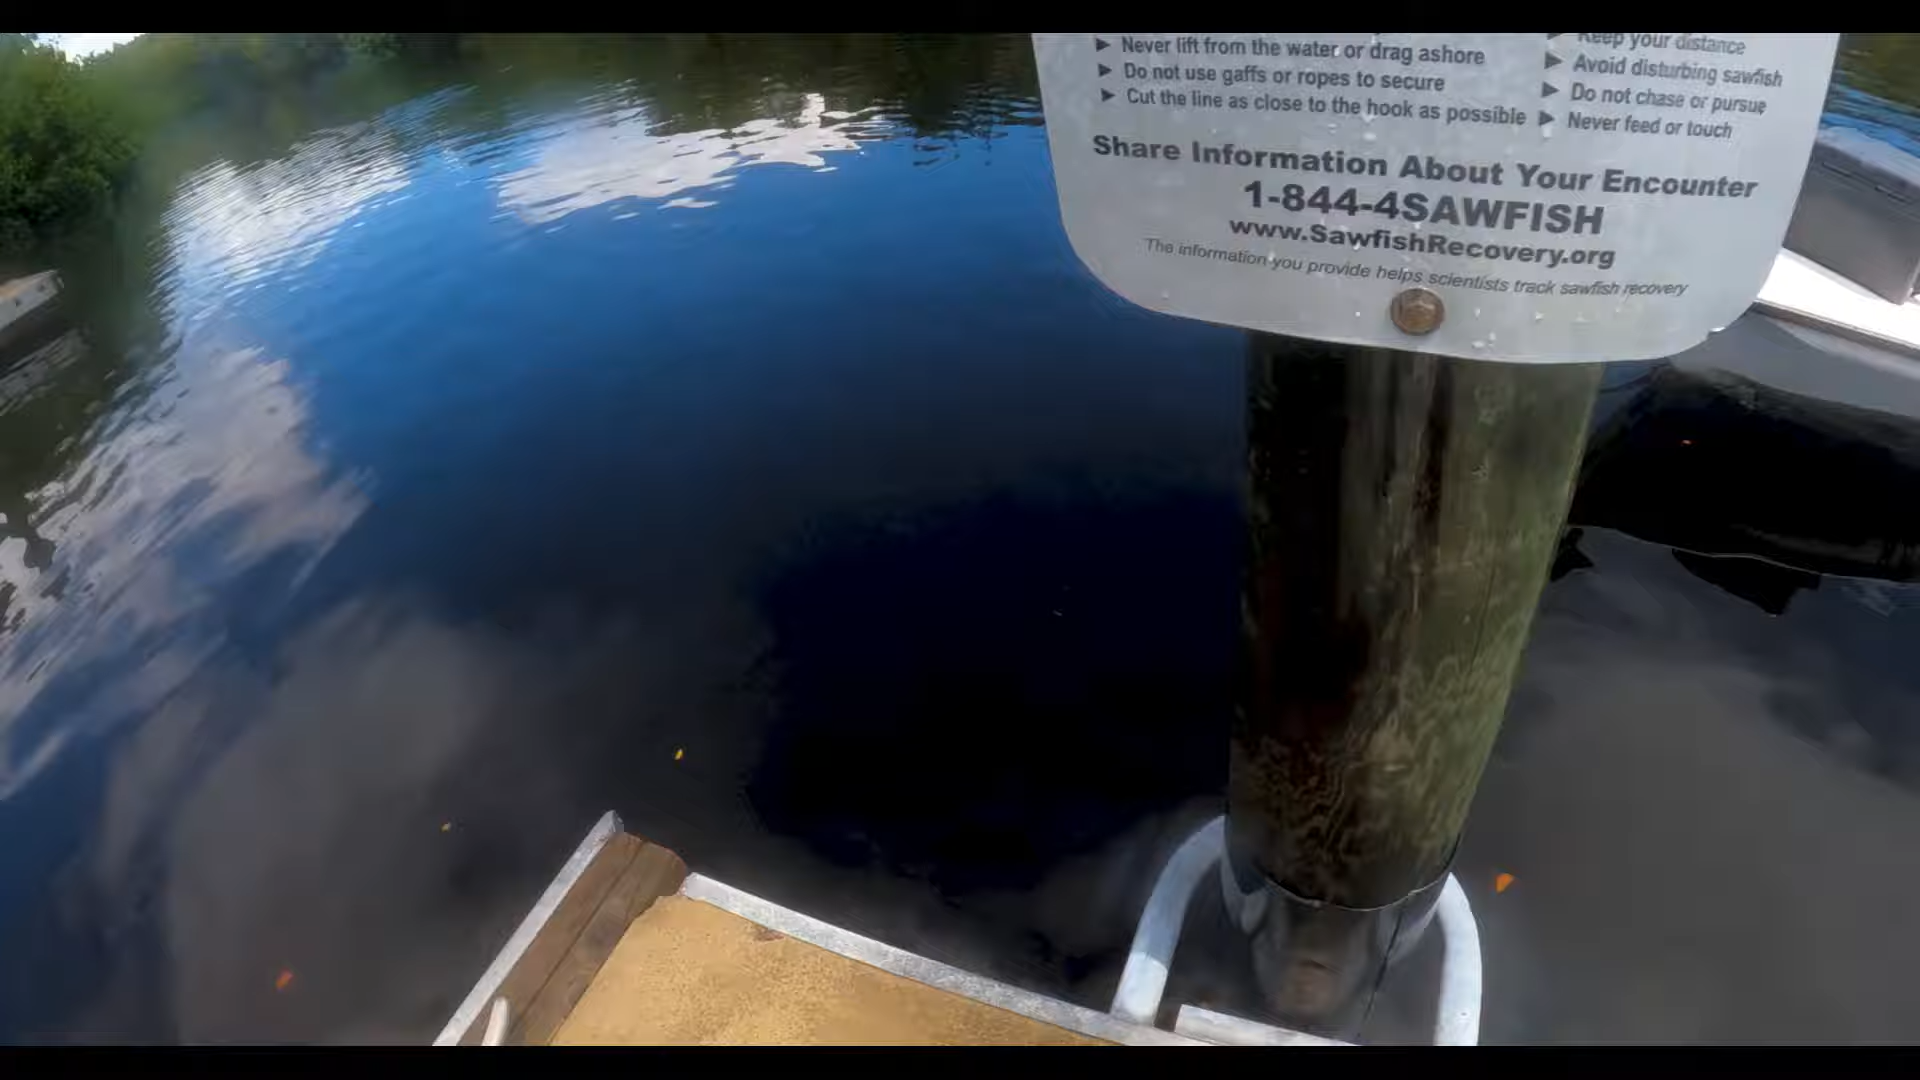 ► Never lift from the water or drag ashore
► Do not use gaffs or ropes to secure
► Cut the line as close to the hook as possible
Keep your distance
► Avoid disturbing sawfish
► Do not chase or pursue
► Never feed or touch
Share Information About Your Encounter
1-844-4SAWFISH
www.SawfishRecovery.org
The information you provide helps scientists track sawfish recovery